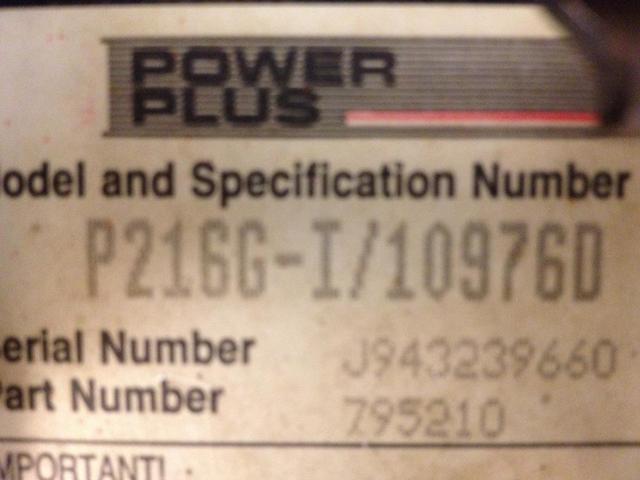 POWER
PLUS
odel and Specification Number
P216G-I/10976D
erial Number J943239660
art Number 795210
MPORTANT!